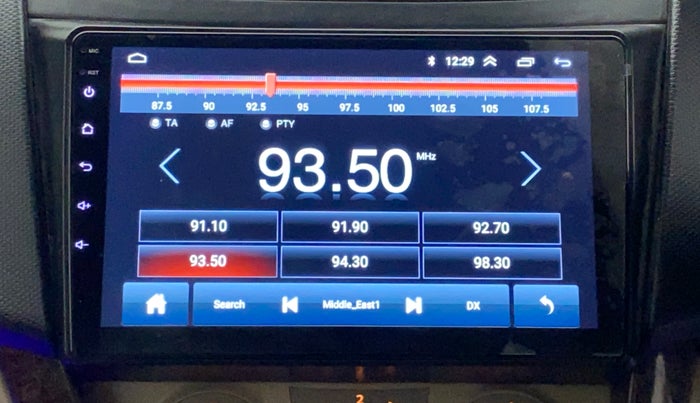 MIC
RST
12:29
87.5 90 92.5 95 97.5 100 102.5 105 107.5
TA AF PTY
93.50 MHz
91.10 91.90 92.70
93.50 94.30 98.30
Search Middle_East1 DX
2